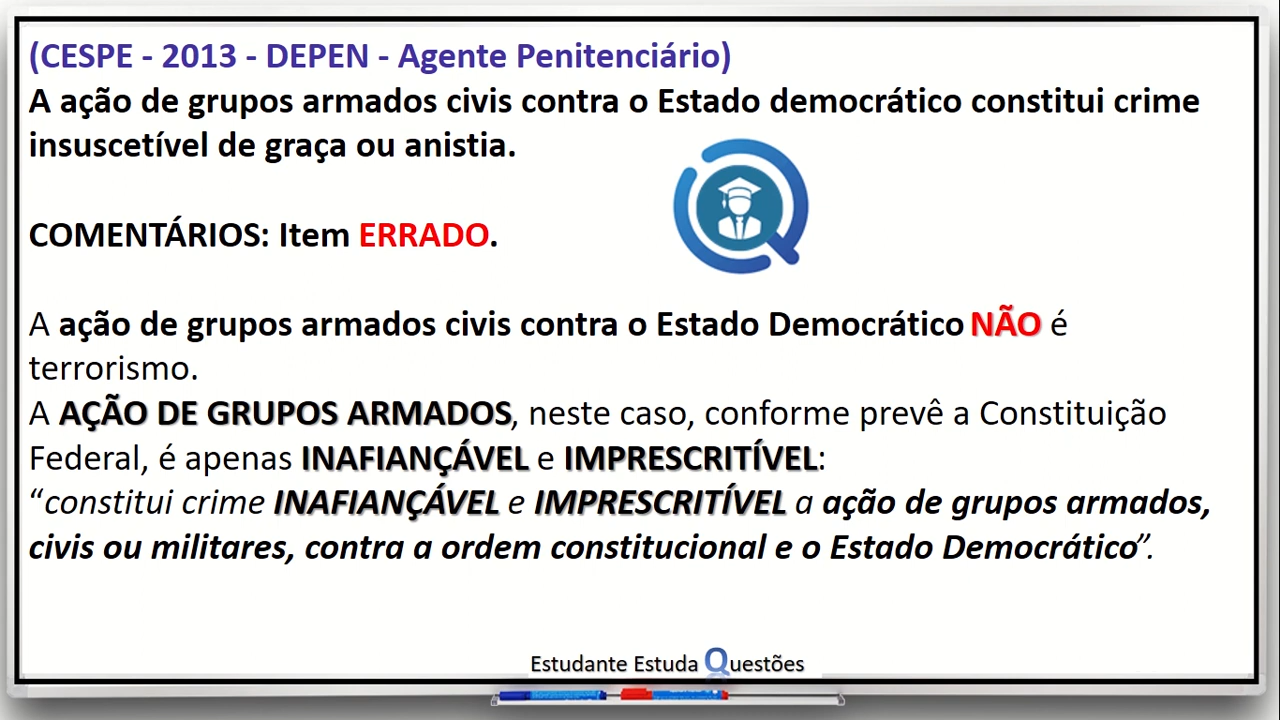 (CESPE - 2013 - DEPEN - Agente Penitenciário)
A ação de grupos armados civis contra o Estado democrático constitui crime
insuscetível de graça ou anistia.
COMENTÁRIOS: Item ERRADO.
A ação de grupos armados civis contra o Estado Democrático NÃO é
terrorismo.
A AÇÃO DE GRUPOS ARMADOS, neste caso, conforme prevê a Constituição
Federal, é apenas INAFIANÇÁVEL e IMPRESCRITÍVEL:
“constitui crime INAFIANÇÁVEL e IMPRESCRITÍVEL a ação de grupos armados,
civis ou militares, contra a ordem constitucional e o Estado Democrático”.
Estudante Estuda Questões